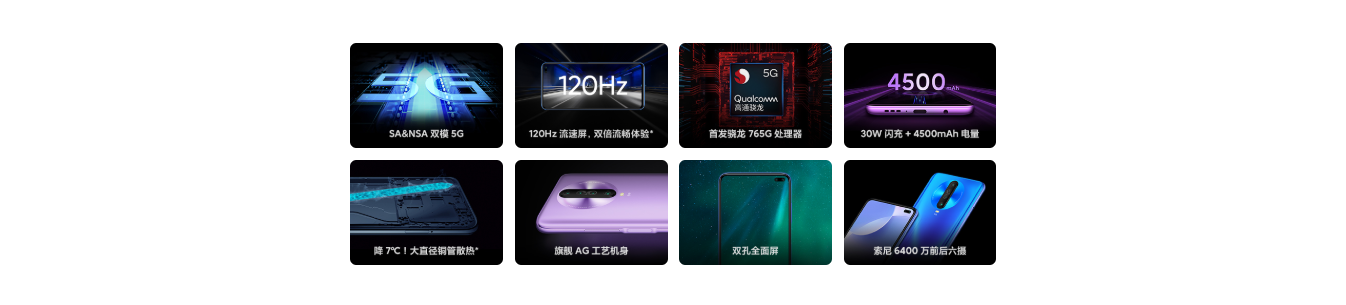 5G
SA&NSA 双模 5G
120Hz
120Hz 流速屏，双倍流畅体验*
5G
Qualcomm
高通骁龙
首发骁龙 765G 处理器
4500mAh
30W 闪充 + 4500mAh 电量
降 7℃！大直径铜管散热*
旗舰 AG 工艺机身
双孔全面屏
索尼 6400 万前后六摄